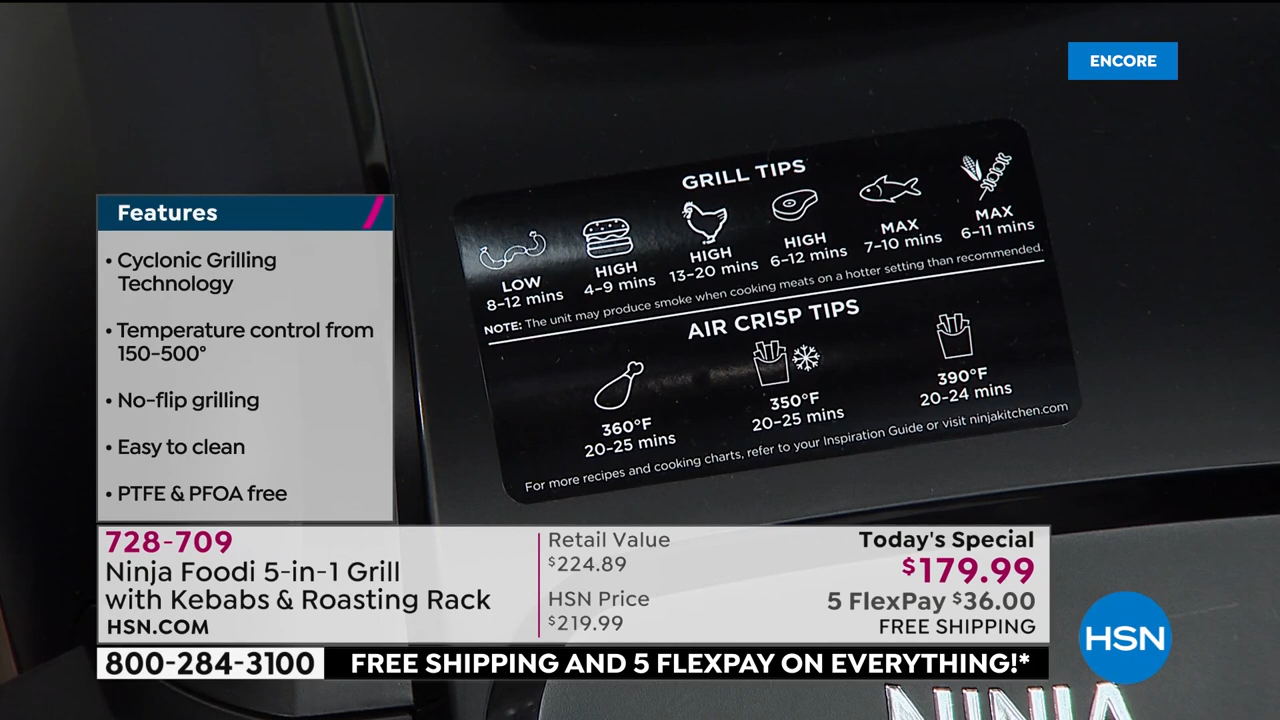 ENCORE
GRILL TIPS
LOW
8-12 mins
HIGH
4-9 mins
HIGH
13-20 mins
HIGH
6-12 mins
MAX
7-10 mins
MAX
6-11 mins
NOTE: The unit may produce smoke when cooking meats on a hotter setting than recommended.
AIR CRISP TIPS
360°F
20-25 mins
350°F
20-25 mins
390°F
20-24 mins
For more recipes and cooking charts, refer to your Inspiration Guide or visit ninjakitchen.com
Features
• Cyclonic Grilling
Technology
• Temperature control from
150-500°
• No-flip grilling
• Easy to clean
• PTFE & PFOA free
728-709
Ninja Foodi 5-in-1 Grill
with Kebabs & Roasting Rack
HSN.COM
Retail Value
$224.89
HSN Price
$219.99
Today's Special
$179.99
5 FlexPay $36.00
FREE SHIPPING
HSN
800-284-3100
FREE SHIPPING AND 5 FLEXPAY ON EVERYTHING!*
NINJA